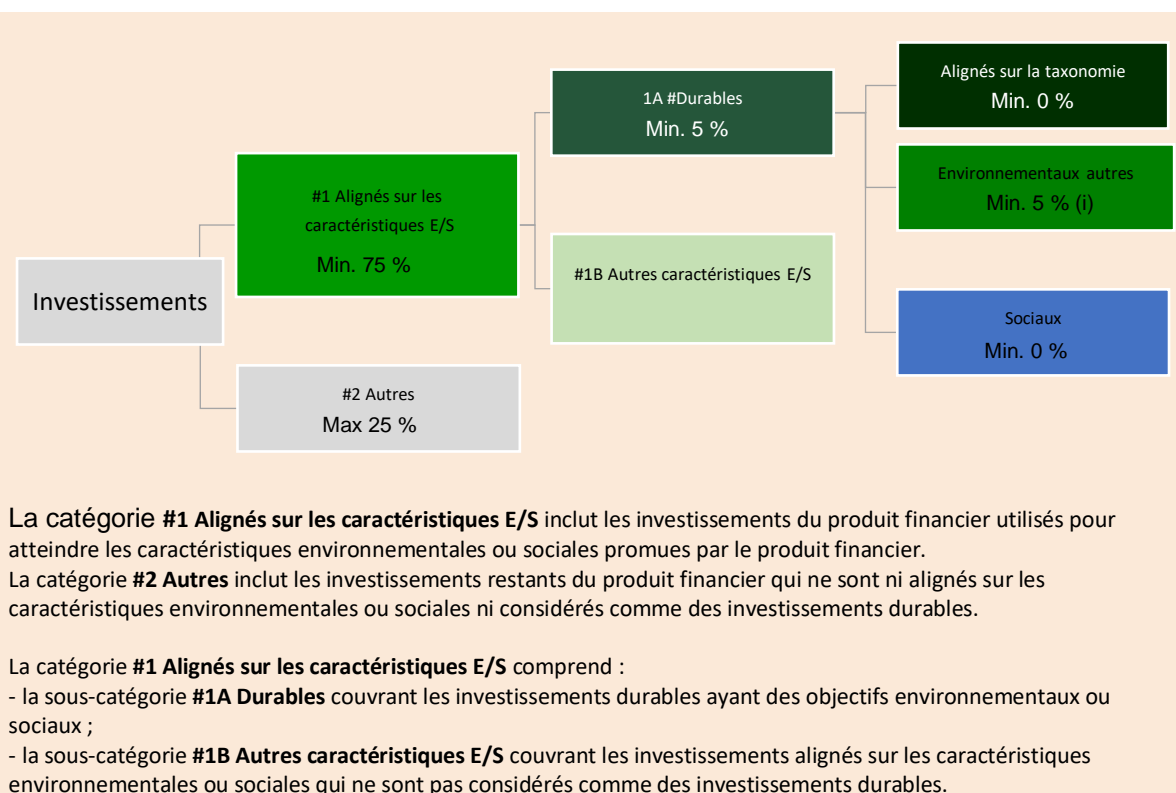 Investissements
#1 Alignés sur les
caractéristiques E/S
Min. 75 %
#2 Autres
Max 25 %
1A #Durables
Min. 5 %
#1B Autres caractéristiques E/S
Alignés sur la taxonomie
Min. 0 %
Environnementaux autres
Min. 5 % (i)
Sociaux
Min. 0 %
La catégorie #1 Alignés sur les caractéristiques E/S inclut les investissements du produit financier utilisés pour
atteindre les caractéristiques environnementales ou sociales promues par le produit financier.
La catégorie #2 Autres inclut les investissements restants du produit financier qui ne sont ni alignés sur les
caractéristiques environnementales ou sociales ni considérés comme des investissements durables.
La catégorie #1 Alignés sur les caractéristiques E/S comprend :
- la sous-catégorie #1A Durables couvrant les investissements durables ayant des objectifs environnementaux ou
sociaux ;
- la sous-catégorie #1B Autres caractéristiques E/S couvrant les investissements alignés sur les caractéristiques
environnementales ou sociales qui ne sont pas considérés comme des investissements durables.